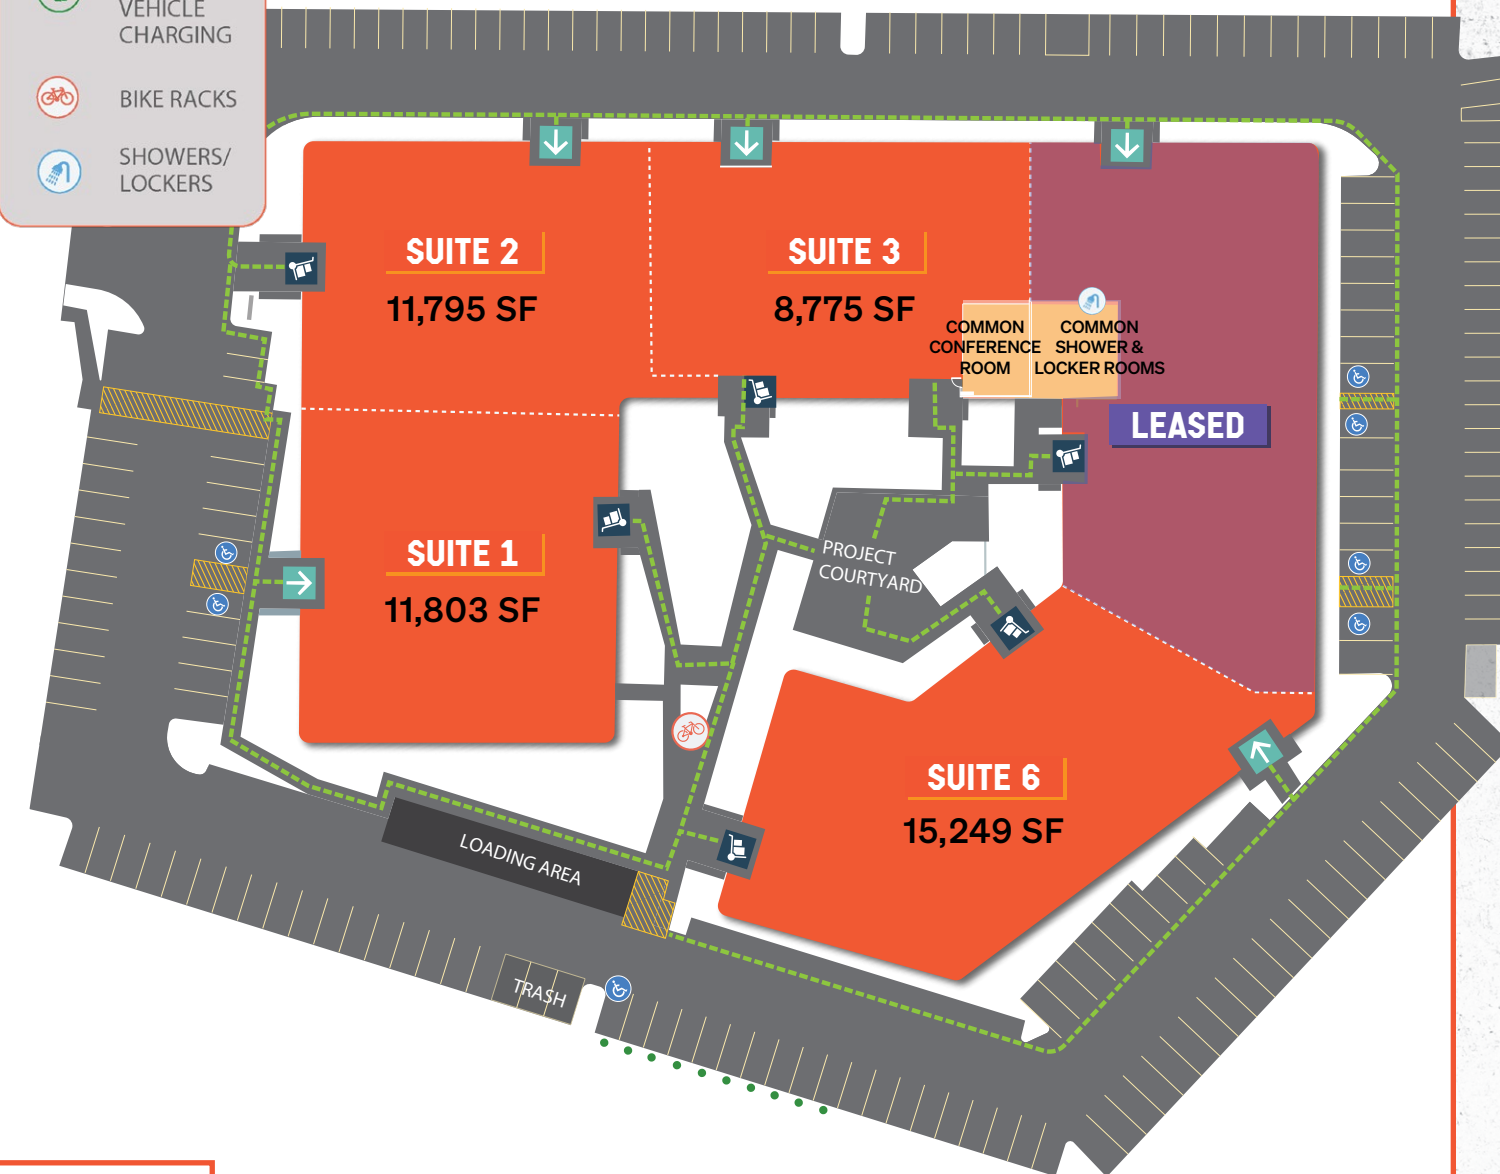 VEHICLE
CHARGING
BIKE RACKS
SHOWERS/
LOCKERS
SUITE 2
11,795 SF
SUITE 3
8,775 SF
COMMON
CONFERENCE
ROOM
COMMON
SHOWER &
LOCKER ROOMS
LEASED
SUITE 1
11,803 SF
PROJECT
COURTYARD
SUITE 6
15,249 SF
LOADING AREA
TRASH